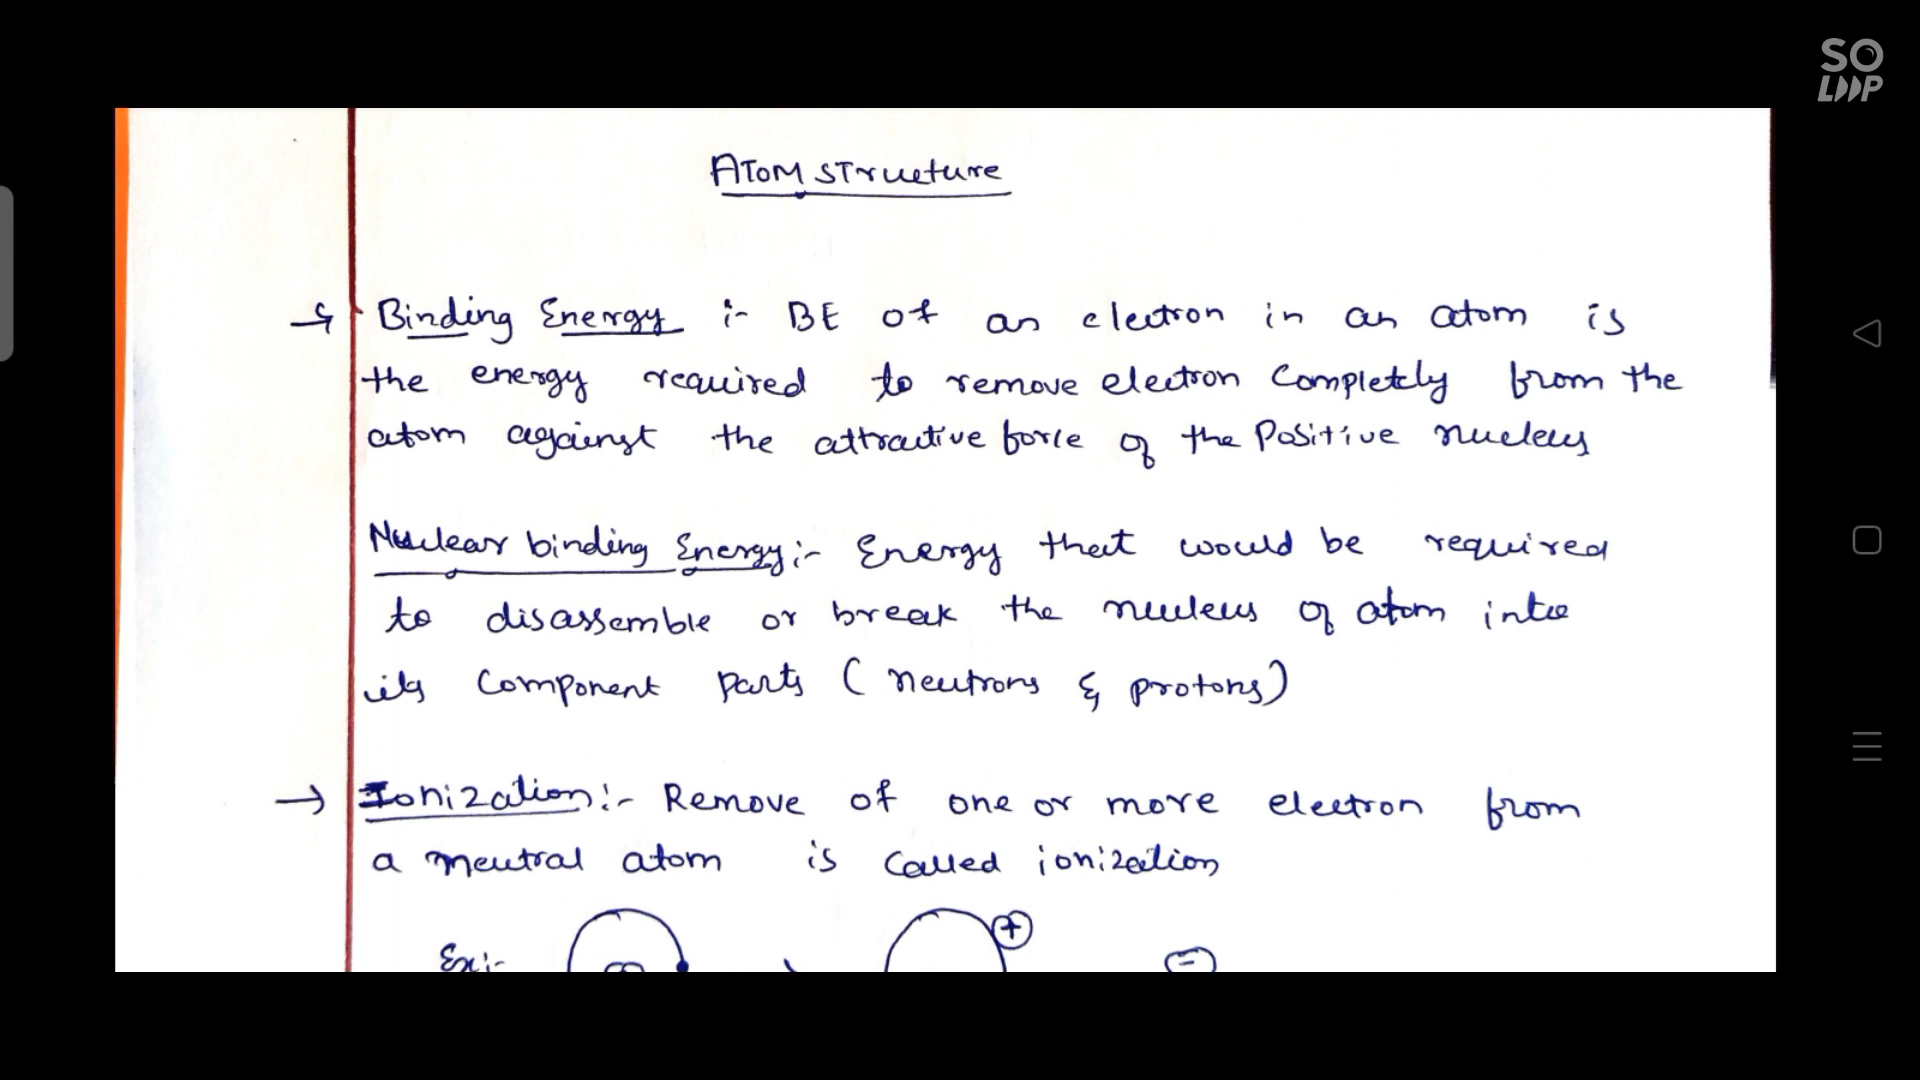 SO
LOOP
ATOM STructure
→ Binding Energy :- BE of an electron in an atom is
the energy required to remove electron completely from the
atom against the attractive force of the Positive nucleus
Nuclear binding Energy:- Energy that would be required
to disassemble or break the nucleus of atom into
its component parts ( neutrons & protons)
→ Ionization:- Remove of one or more electron from
a neutral atom is called ionization
Ex:-
+
-